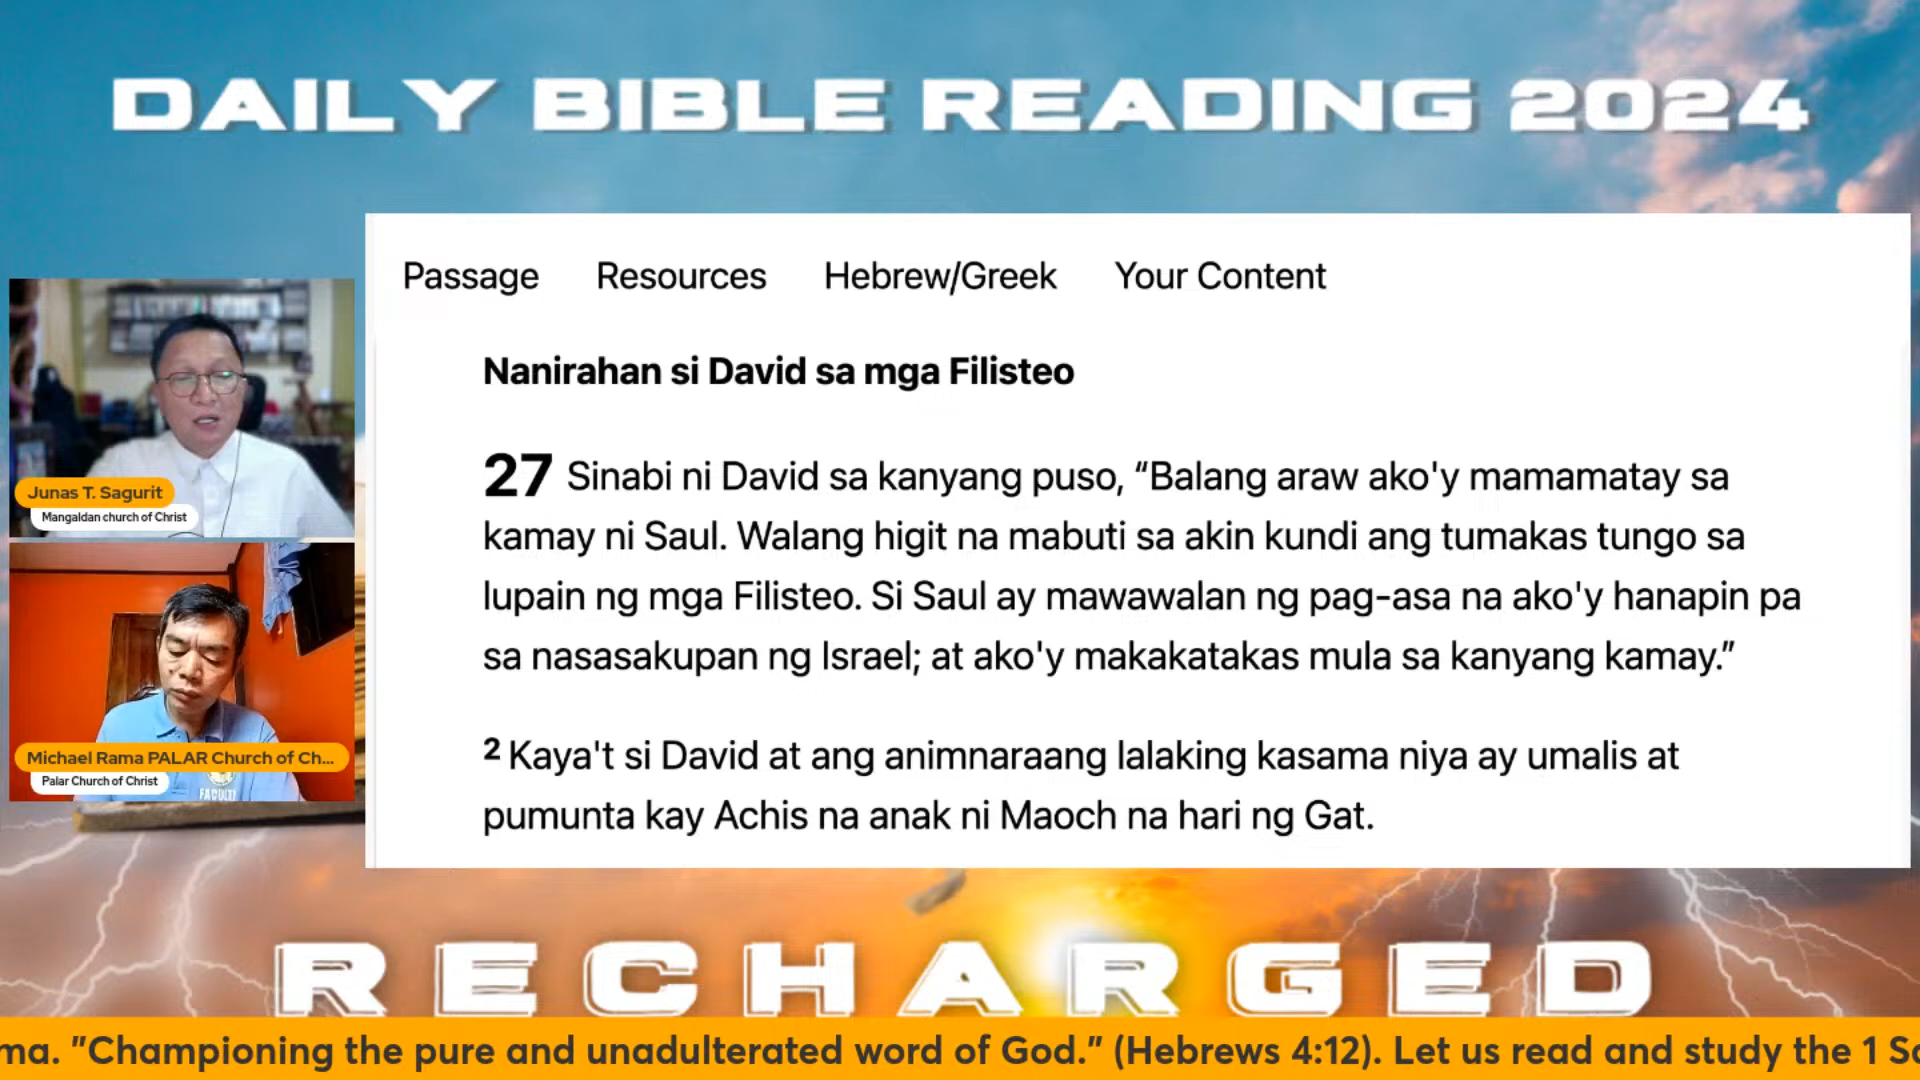 DAILY BIBLE READING 2024
Passage Resources Hebrew/Greek Your Content
Nanirahan si David sa mga Filisteo
27 Sinabi ni David sa kanyang puso, “Balang araw ako'y mamamatay sa
kamay ni Saul. Walang higit na mabuti sa akin kundi ang tumakas tungo sa
lupain ng mga Filisteo. Si Saul ay mawawalan ng pag-asa na ako'y hanapin pa
sa nasasakupan ng Israel; at ako'y makakatakas mula sa kanyang kamay.”
2 Kaya't si David at ang animnaraang lalaking kasama niya ay umalis at
pumunta kay Achis na anak ni Maoch na hari ng Gat.
Junas T. Sagurit
Mangaldan church of Christ
Michael Rama PALAR Church of Ch...
Palar Church of Christ
RECHARGED
ma. "Championing the pure and unadulterated word of God." (Hebrews 4:12). Let us read and study the 1